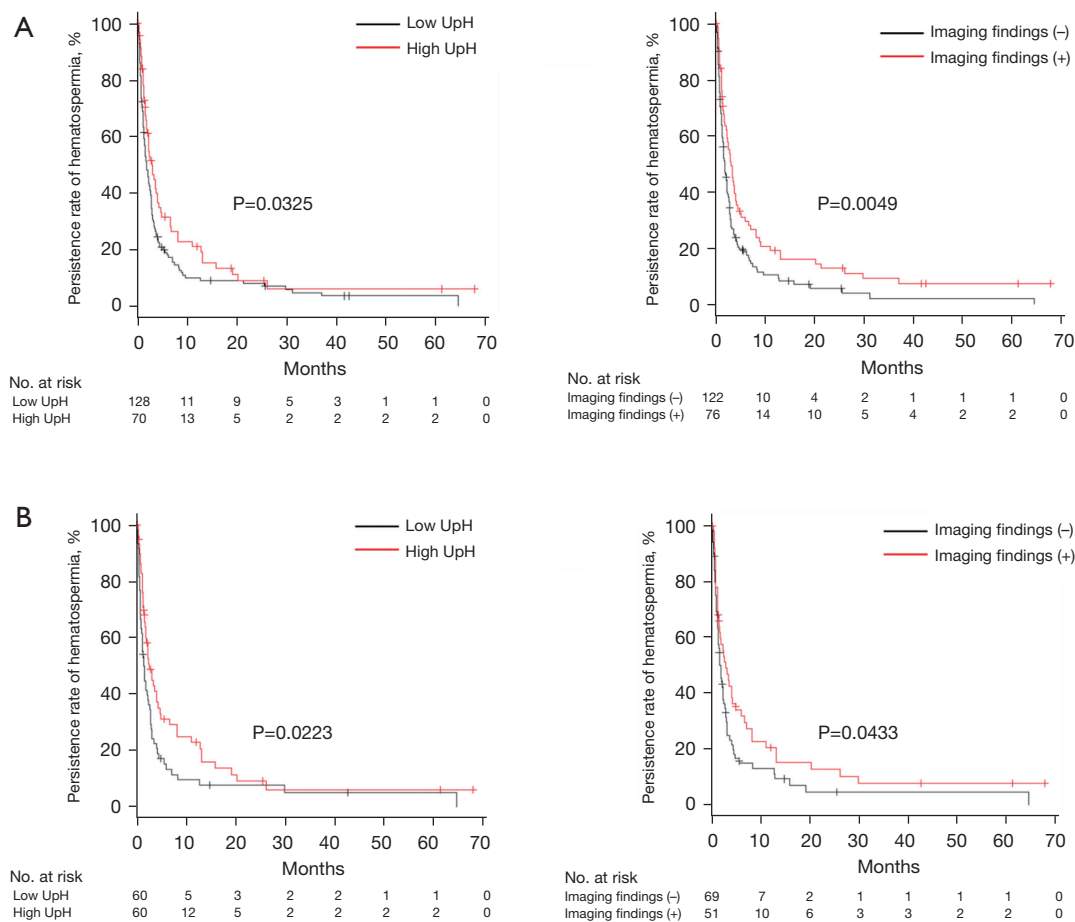 A
Persistence rate of hematospermia, %
100
80
60
40
20
0
Low UpH
High UpH
P=0.0325
0 10 20 30 40 50 60 70
Months
No. at risk
Low UpH 128 11 9 5 3 1 1 0
High UpH 70 13 5 2 2 2 2 0
Persistence rate of hematospermia, %
100
80
60
40
20
0
Imaging findings (–)
Imaging findings (+)
P=0.0049
0 10 20 30 40 50 60 70
Months
No. at risk
Imaging findings (–) 122 10 4 2 1 1 1 0
Imaging findings (+) 76 14 10 5 4 2 2 0
B
Persistence rate of hematospermia, %
100
80
60
40
20
0
Low UpH
High UpH
P=0.0223
0 10 20 30 40 50 60 70
Months
No. at risk
Low UpH 60 5 3 2 2 1 1 0
High UpH 60 12 5 2 2 2 2 0
Persistence rate of hematospermia, %
100
80
60
40
20
0
Imaging findings (–)
Imaging findings (+)
P=0.0433
0 10 20 30 40 50 60 70
Months
No. at risk
Imaging findings (–) 69 7 2 1 1 1 1 0
Imaging findings (+) 51 10 6 3 3 2 2 0